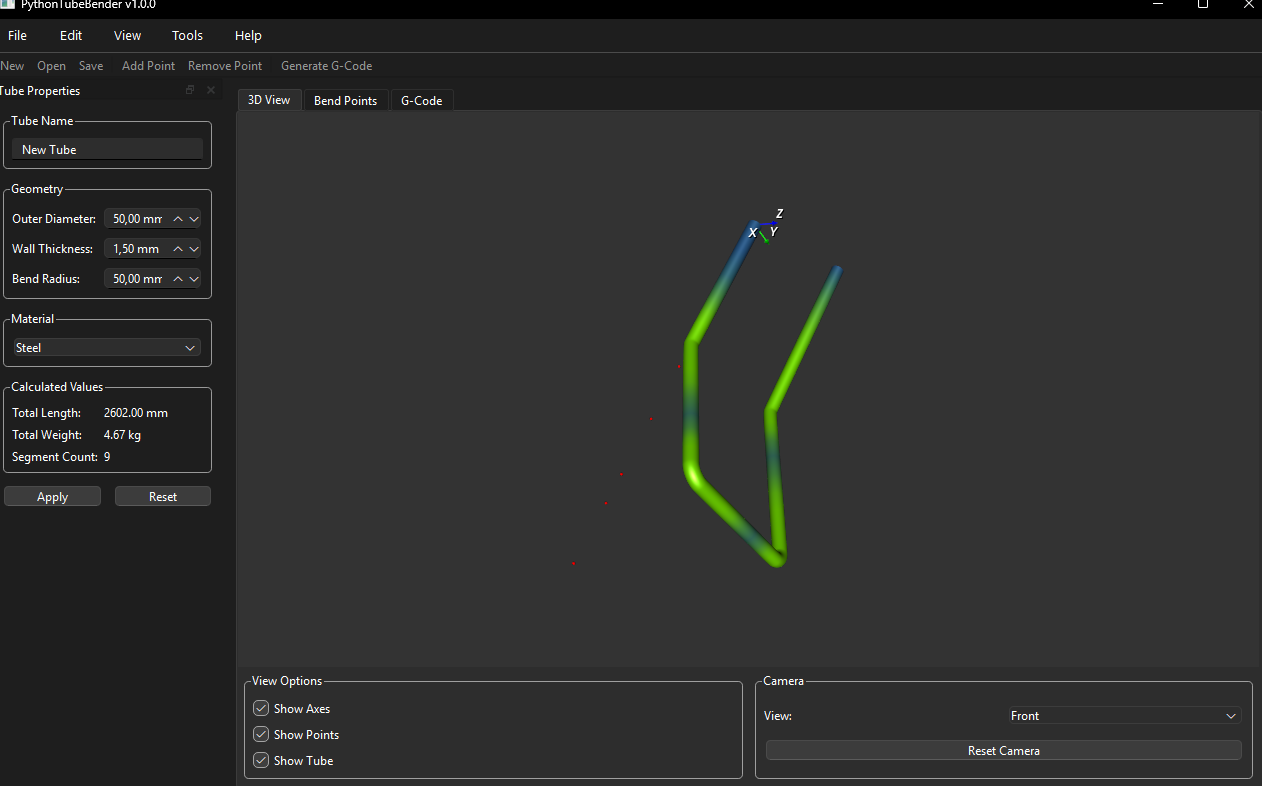 PythonTubeBender v1.0.0
File Edit View Tools Help
New Open Save Add Point Remove Point Generate G-Code
Tube Properties
3D View Bend Points G-Code
Tube Name
New Tube
Geometry
Outer Diameter: 50,00 mm
Wall Thickness: 1,50 mm
Bend Radius: 50,00 mm
Material
Steel
Calculated Values
Total Length: 2602.00 mm
Total Weight: 4.67 kg
Segment Count: 9
Apply Reset
Z
X Y
View Options
Show Axes
Show Points
Show Tube
Camera
View: Front
Reset Camera